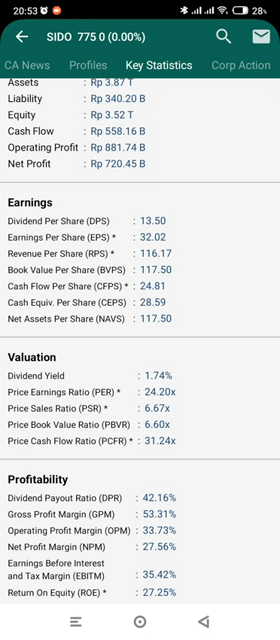 20:53
28%
SIDO 775 0 (0.00%)
CA News Profiles Key Statistics Corp Action
Assets : Rp 3.87 T
Liability : Rp 340.20 B
Equity : Rp 3.52 T
Cash Flow : Rp 558.16 B
Operating Profit : Rp 881.74 B
Net Profit : Rp 720.45 B
Earnings
Dividend Per Share (DPS) : 13.50
Earnings Per Share (EPS) * : 32.02
Revenue Per Share (RPS) * : 116.17
Book Value Per Share (BVPS) : 117.50
Cash Flow Per Share (CFPS) * : 24.81
Cash Equiv. Per Share (CEPS) : 28.59
Net Assets Per Share (NAVS) : 117.50
Valuation
Dividend Yield : 1.74%
Price Earnings Ratio (PER) * : 24.20x
Price Sales Ratio (PSR) * : 6.67x
Price Book Value Ratio (PBVR) : 6.60x
Price Cash Flow Ratio (PCFR) * : 31.24x
Profitability
Dividend Payout Ratio (DPR) : 42.16%
Gross Profit Margin (GPM) : 53.31%
Operating Profit Margin (OPM) : 33.73%
Net Profit Margin (NPM) : 27.56%
Earnings Before Interest
and Tax Margin (EBITM) : 35.42%
Return On Equity (ROE) * : 27.25%